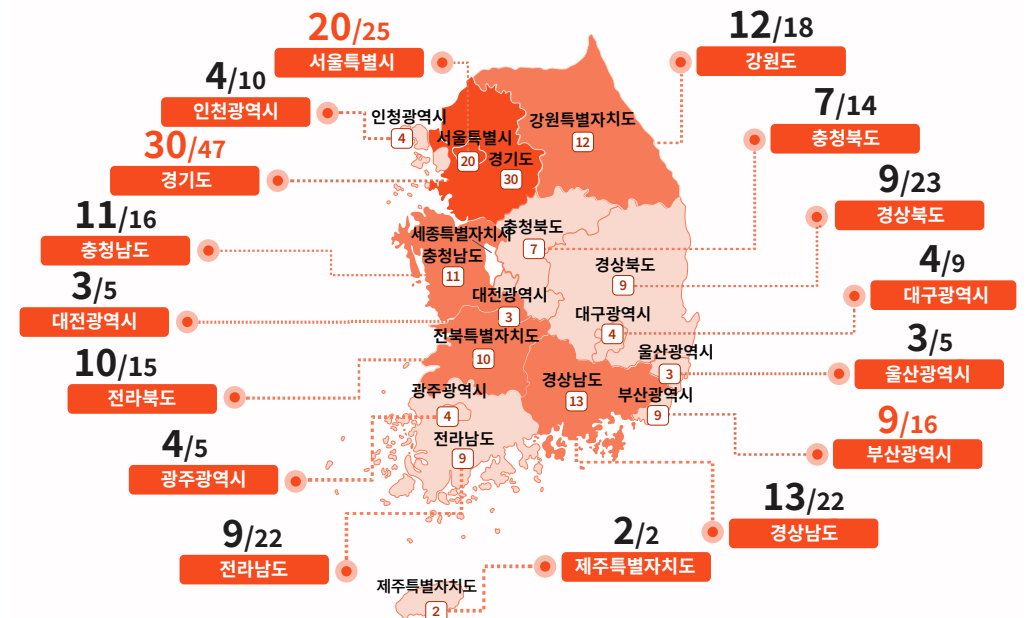 20/25
서울특별시
12/18
강원도
4/10
인천광역시
7/14
충청북도
30/47
경기도
9/23
경상북도
11/16
충청남도
4/9
대구광역시
3/5
대전광역시
3/5
울산광역시
10/15
전라북도
9/16
부산광역시
4/5
광주광역시
13/22
경상남도
9/22
전라남도
2/2
제주특별자치도
인청광역시
4
서울특별시
20
경기도
30
강원특별자치도
12
세종특별자치시
충청북도
7
충청남도
11
경상북도
9
대전광역시
3
대구광역시
4
전북특별자치도
10
울산광역시
3
경상남도
13
부산광역시
9
광주광역시
4
전라남도
9
제주특별자치도
2